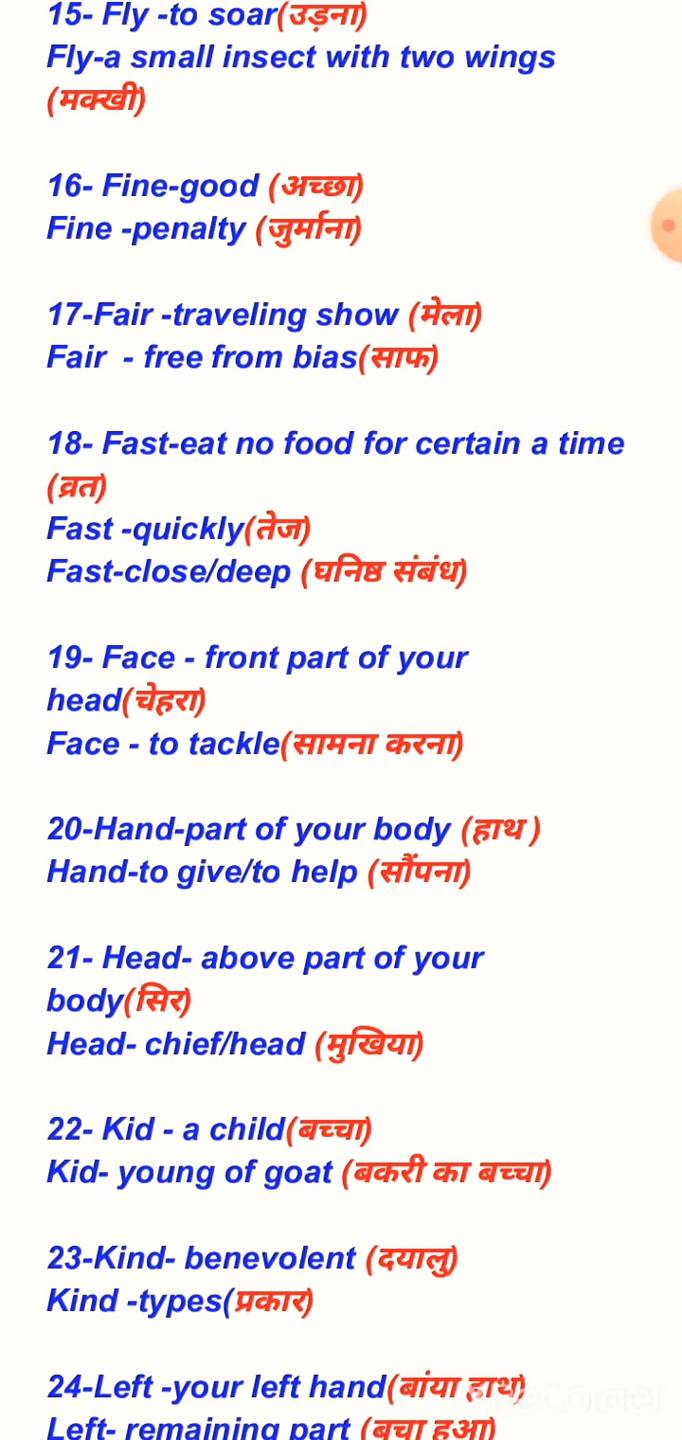 15- Fly -to soar(उड़ना)
Fly-a small insect with two wings
(मक्खी)
16- Fine-good (अच्छा)
Fine -penalty (जुर्माना)
17-Fair -traveling show (मेला)
Fair - free from bias(साफ)
18- Fast-eat no food for certain a time
(व्रत)
Fast -quickly(तेज)
Fast-close/deep (घनिष्ठ संबंध)
19- Face - front part of your
head(चेहरा)
Face - to tackle(सामना करना)
20-Hand-part of your body (हाथ )
Hand-to give/to help (सौंपना)
21- Head- above part of your
body(सिर)
Head- chief/head (मुखिया)
22- Kid - a child(बच्चा)
Kid- young of goat (बकरी का बच्चा)
23-Kind- benevolent (दयालु)
Kind -types(प्रकार)
24-Left -your left hand(बांया हाथ)
Left- remaining part (बचा हुआ)